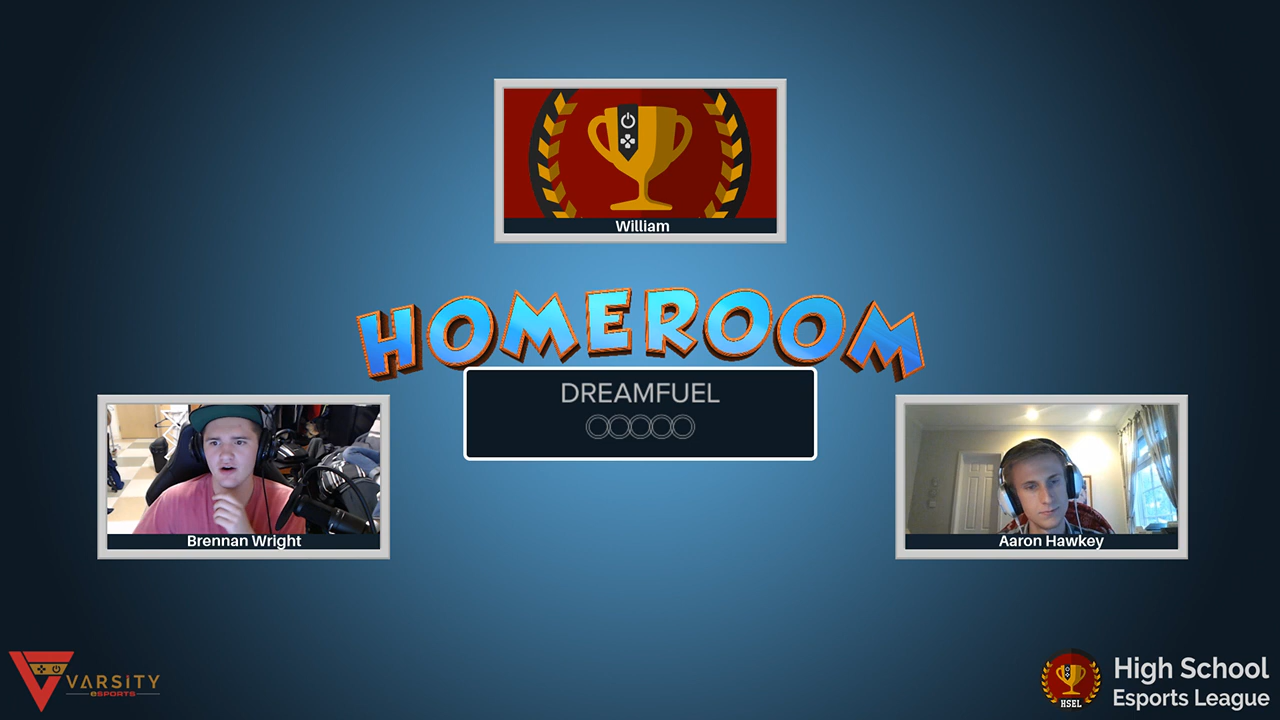 William
HOMEROOM
DREAMFUEL
Brennan Wright
Aaron Hawkey
VARSITY
eSPORTS
HSEL
High School
Esports League